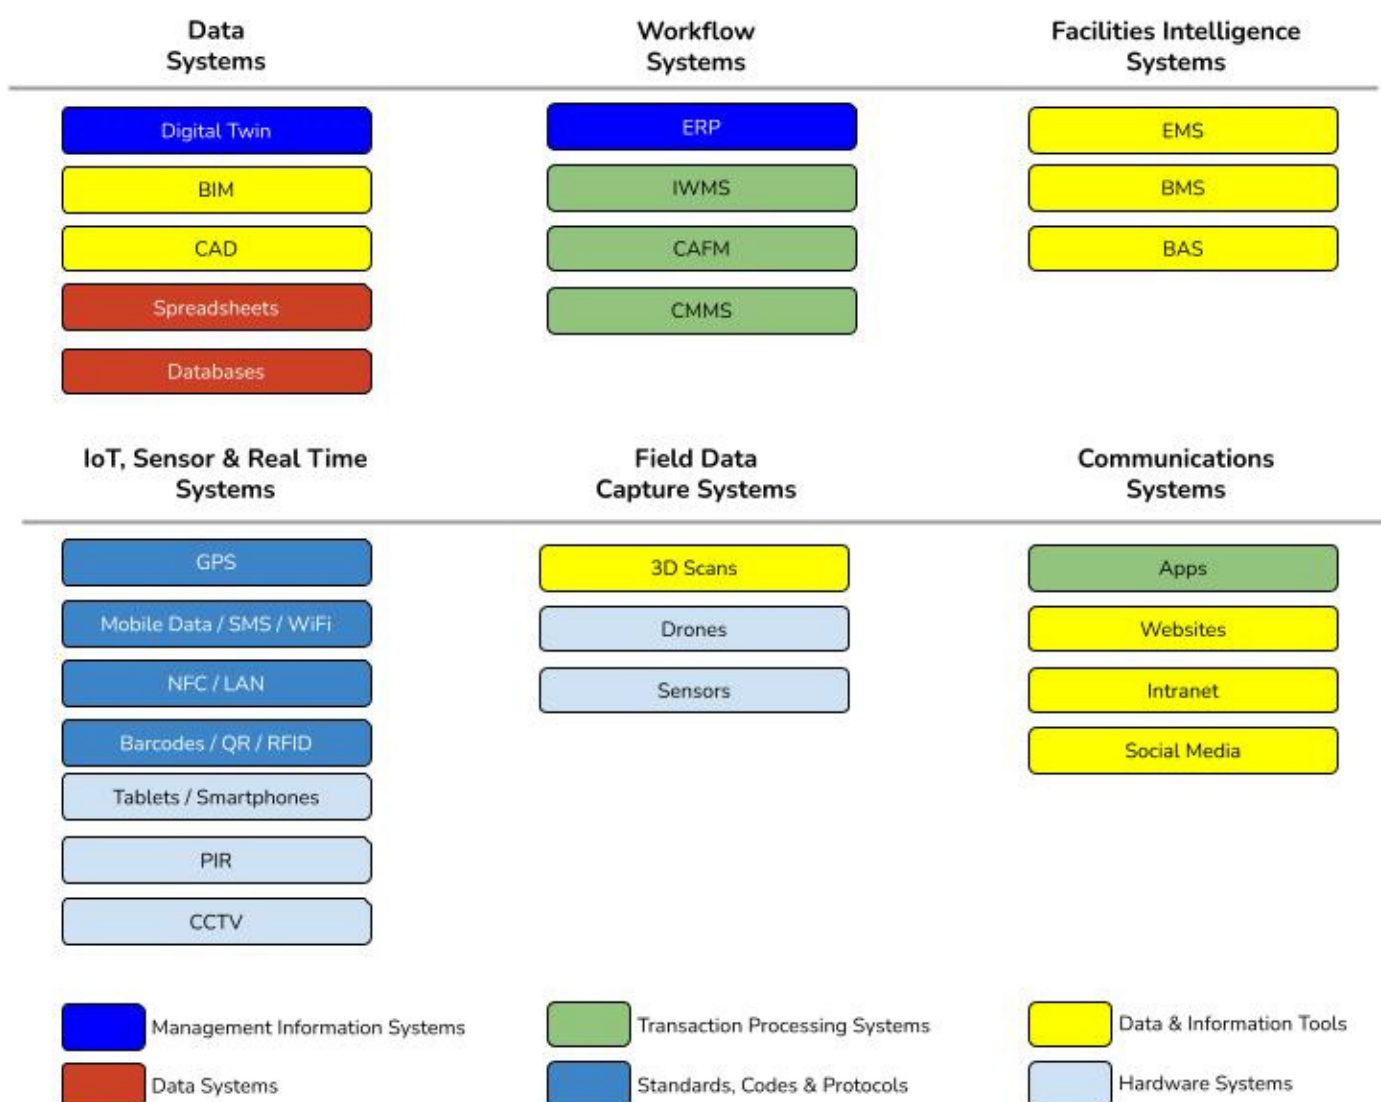 Data
Systems
Workflow
Systems
Facilities Intelligence
Systems
Digital Twin
BIM
CAD
Spreadsheets
Databases
ERP
IWMS
CAFM
CMMS
EMS
BMS
BAS
IoT, Sensor & Real Time
Systems
Field Data
Capture Systems
Communications
Systems
GPS
Mobile Data / SMS / WiFi
NFC / LAN
Barcodes / QR / RFID
Tablets / Smartphones
PIR
CCTV
3D Scans
Drones
Sensors
Apps
Websites
Intranet
Social Media
Management Information Systems
Transaction Processing Systems
Data & Information Tools
Data Systems
Standards, Codes & Protocols
Hardware Systems